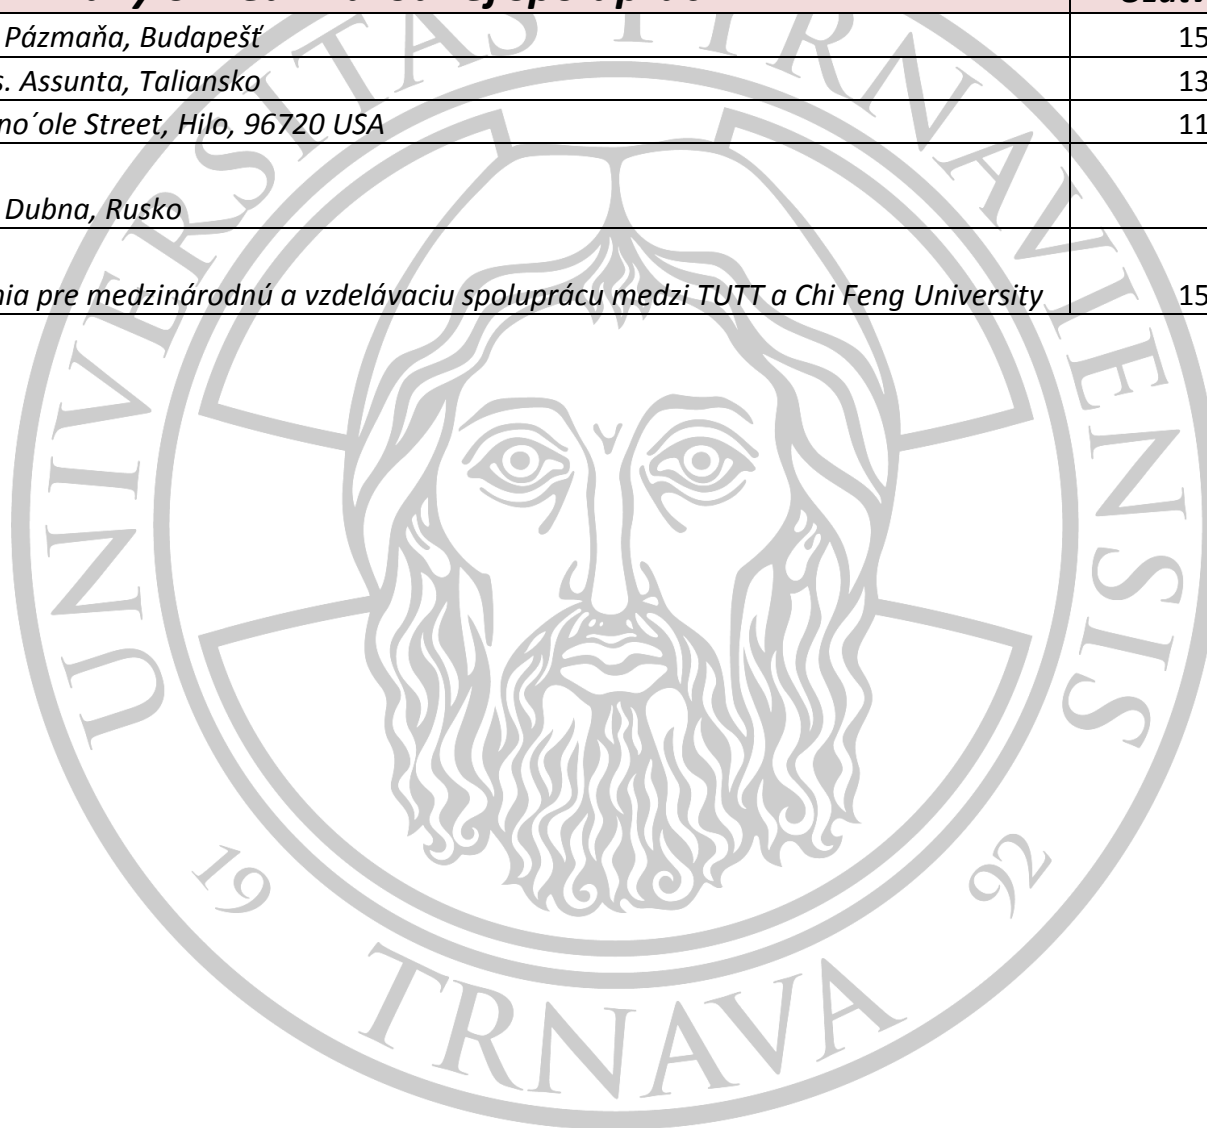 Pázmaňa, Budapešť 15
s. Assunta, Taliansko 13
no´ole Street, Hilo, 96720 USA 11
Dubna, Rusko
nia pre medzinárodnú a vzdelávaciu spoluprácu medzi TUTT a Chi Feng University 15
UNIVERSITAS TYRNAVIENSIS
19 92
TRNAVA